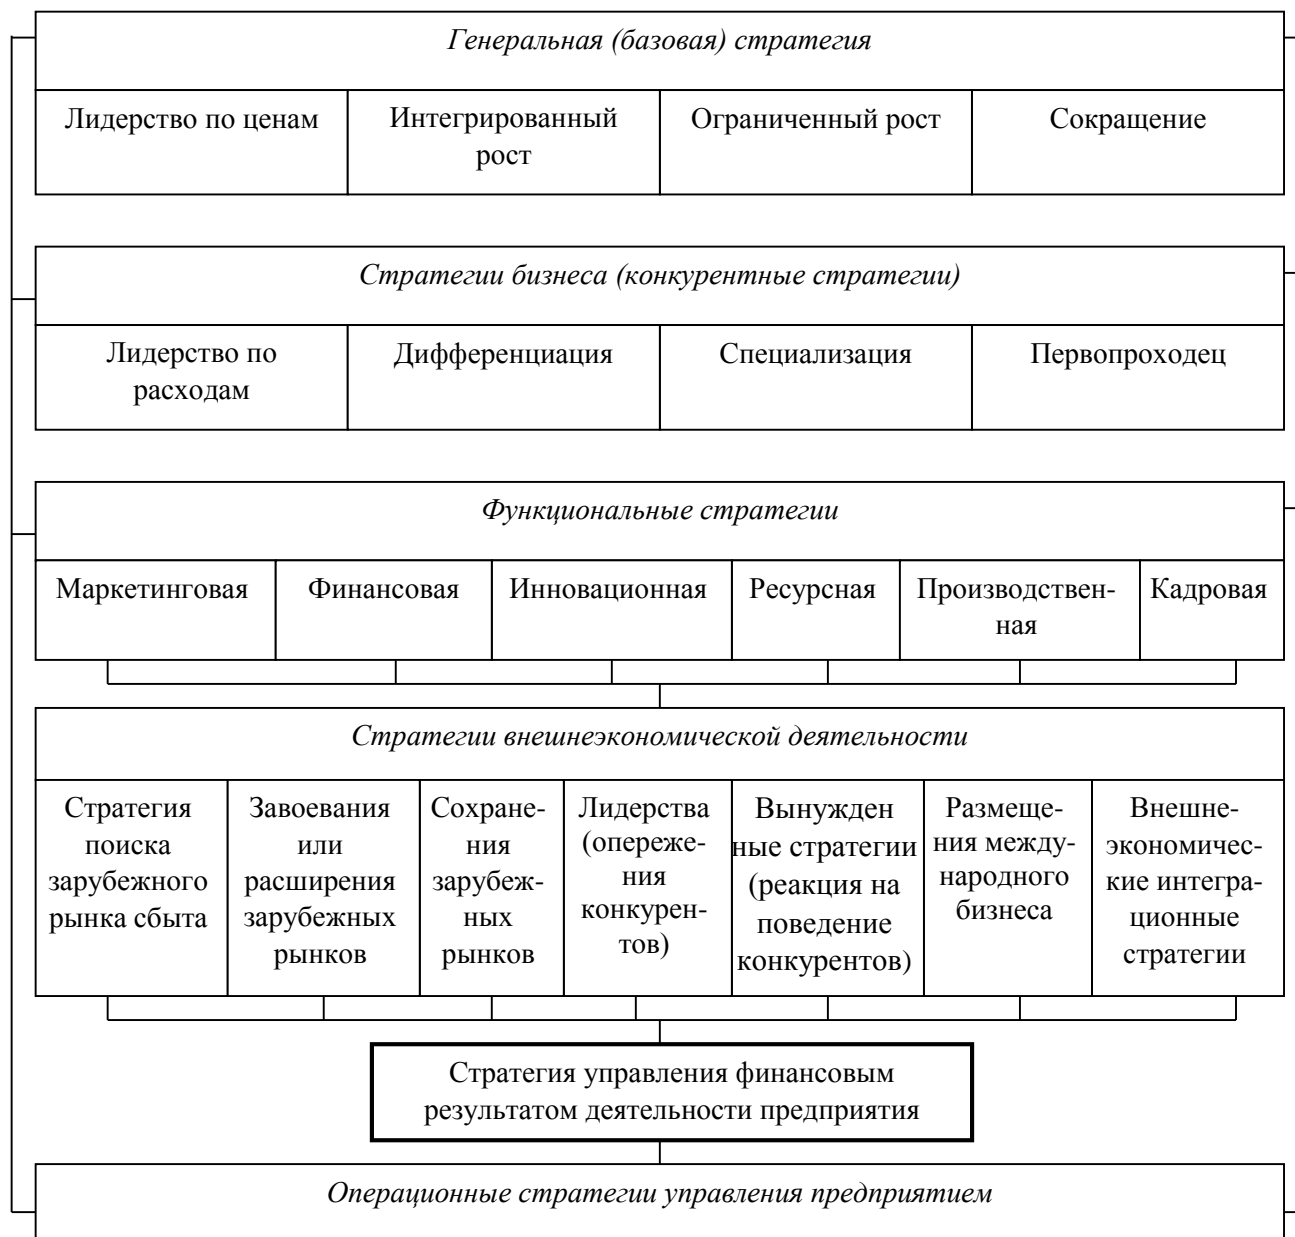 Генеральная (базовая) стратегия
Лидерство по ценам
Интегрированный
рост
Ограниченный рост
Сокращение
Стратегии бизнеса (конкурентные стратегии)
Лидерство по
расходам
Дифференциация
Специализация
Первопроходец
Функциональные стратегии
Маркетинговая
Финансовая
Инновационная
Ресурсная
Производствен-
ная
Кадровая
Стратегии внешнеэкономической деятельности
Стратегия
поиска
зарубежного
рынка сбыта
Завоевания
или
расширения
зарубежных
рынков
Сохране-
ния
зарубеж-
ных
рынков
Лидерства
(опереже-
ния
конкурен-
тов)
Вынужден
ные стратегии
(реакция на
поведение
конкурентов)
Размеще-
ния между-
народного
бизнеса
Внешне-
экономичес-
кие интегра-
ционные
стратегии
Стратегия управления финансовым
результатом деятельности предприятия
Операционные стратегии управления предприятием